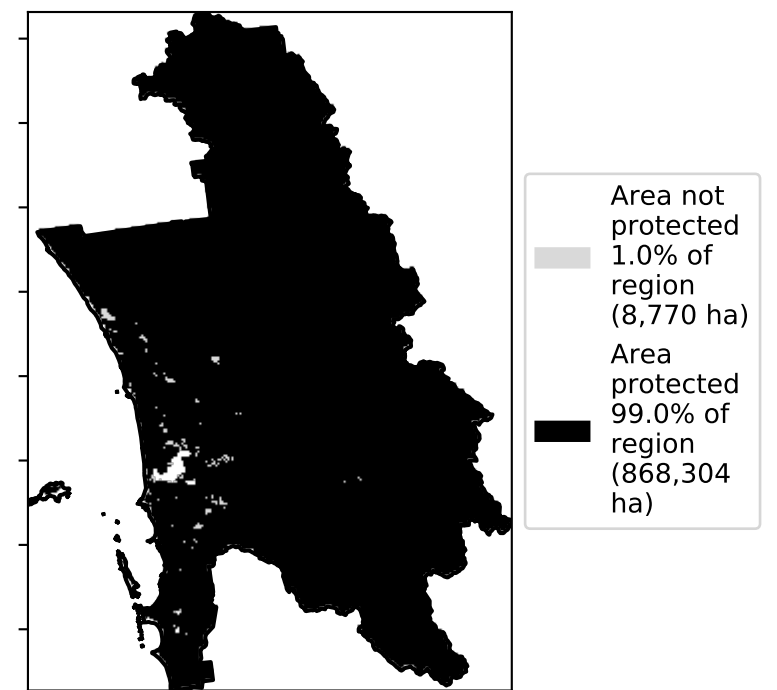 Area not
protected
1.0% of
region
(8,770 ha)
Area
protected
99.0% of
region
(868,304
ha)